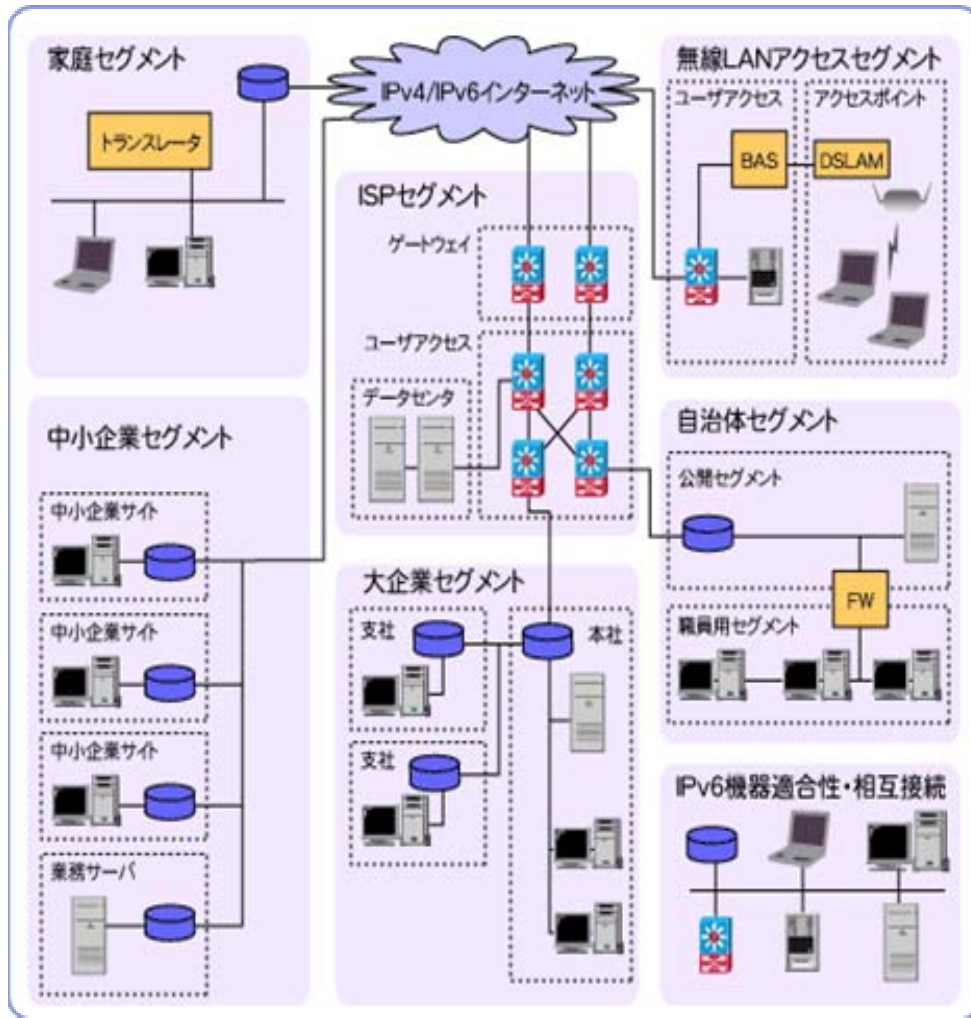 家庭セグメント
トランスレータ
IPv4/IPv6インターネット
無線LANアクセスセグメント
ユーザアクセス
アクセスポイント
BAS
DSLAM
ISPセグメント
ゲートウェイ
ユーザアクセス
データセンタ
中小企業セグメント
中小企業サイト
中小企業サイト
中小企業サイト
業務サーバ
大企業セグメント
支社
本社
支社
自治体セグメント
公開セグメント
FW
職員用セグメント
IPv6機器適合性・相互接続